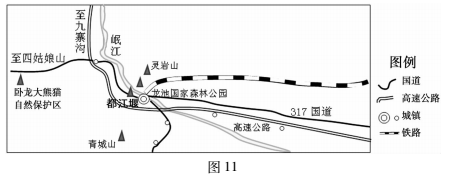 至九寨沟
岷江
至四姑娘山
灵岩山
卧龙大熊猫
自然保护区
龙池国家森林公园
都江堰
317 国道
高速公路
青城山
图例
国道
高速公路
城镇
铁路
图 11